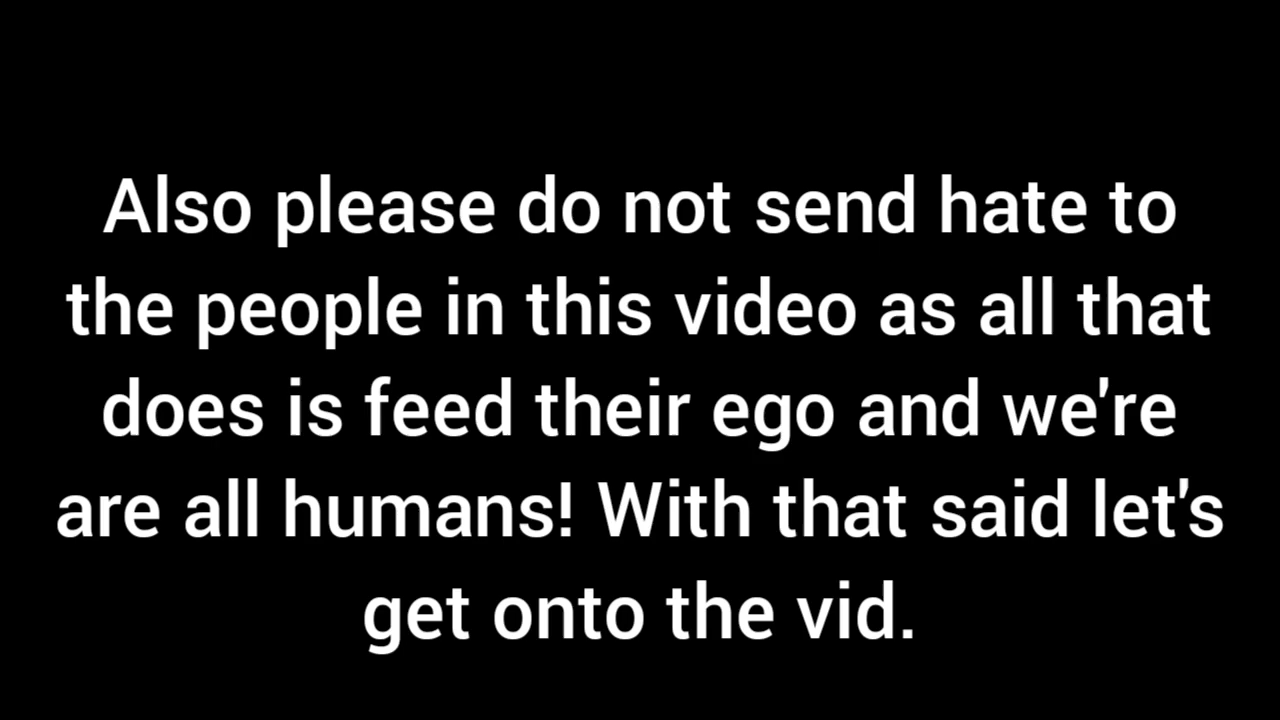 Also please do not send hate to
the people in this video as all that
does is feed their ego and we're
are all humans! With that said let's
get onto the vid.